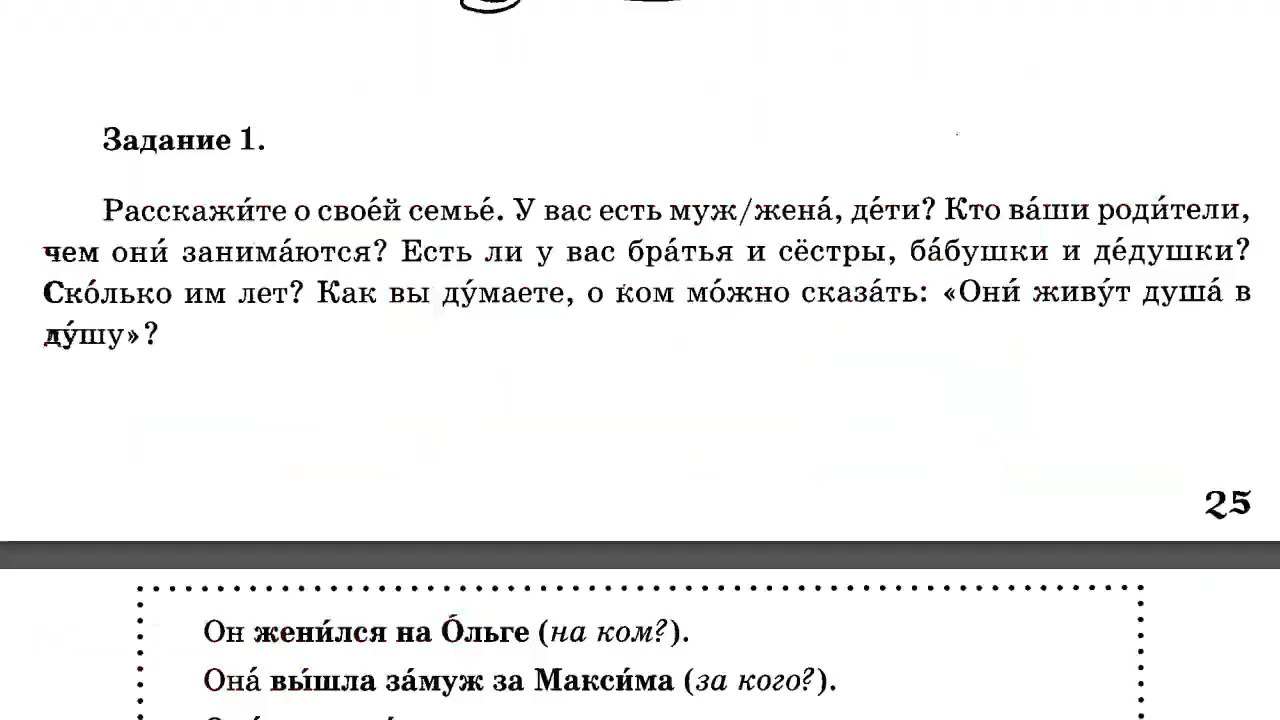 Задание 1.
Расскажи́те о свое́й семье́. У вас есть муж/жена́, де́ти? Кто ва́ши роди́тели,
чем они́ занима́ются? Есть ли у вас бра́тья и сёстры, ба́бушки и де́душки?
Ско́лько им лет? Как вы ду́маете, о ком мо́жно сказа́ть: «Они́ живу́т душа́ в
ду́шу»?
25
Он жени́лся на О́льге (на ком?).
Она́ вы́шла за́муж за Макси́ма (за кого?).